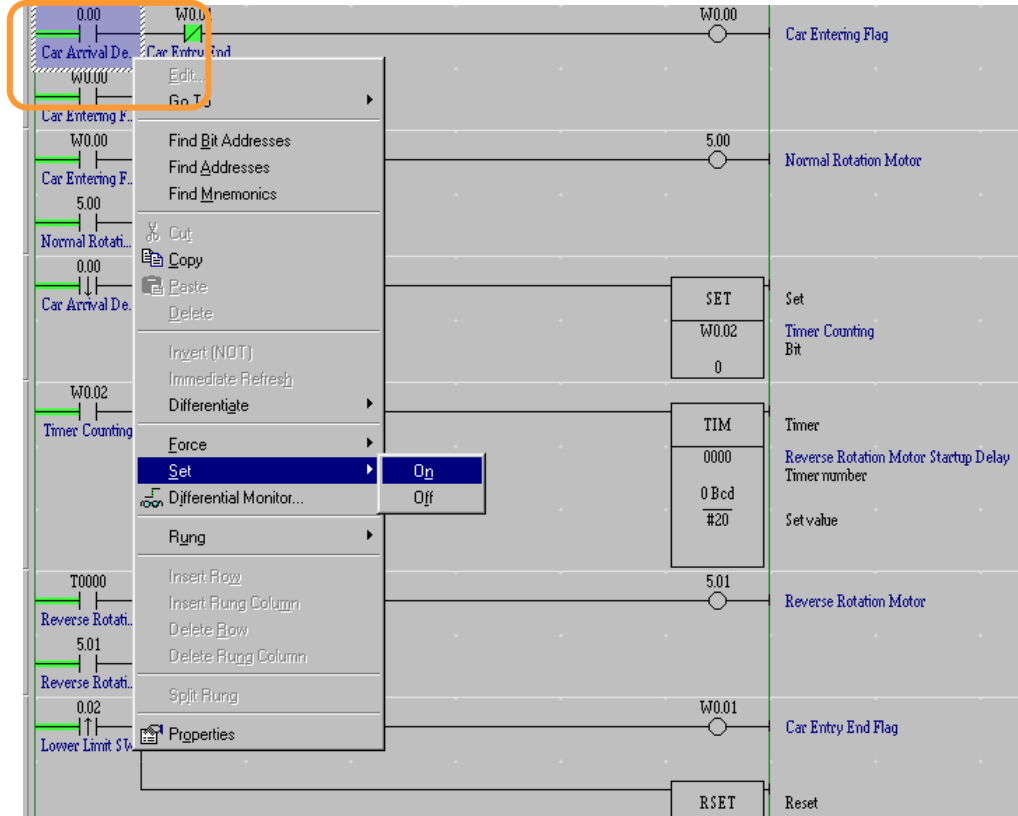 0.00
W0.01
W0.00
Car Arrival De..
Car Entry End
Car Entering Flag
W0.00
Car Entering F..
W0.00
5.00
Car Entering F..
Normal Rotation Motor
5.00
Normal Rotati...
0.00
Car Arrival De.
SET
Set
W0.02
Timer Counting
Bit
0
W0.02
Timer Counting
TIM
Timer
0000
Reverse Rotation Motor Startup Delay
Timer number
0 Bcd
#20
Set value
T0000
5.01
Reverse Rotati..
Reverse Rotation Motor
5.01
Reverse Rotati..
0.02
W0.01
Lower Limit SW
Car Entry End Flag
RSET
Reset
Edit...
Go To
Find Bit Addresses
Find Addresses
Find Mnemonics
Cut
Copy
Paste
Delete
Invert (NOT)
Immediate Refresh
Differentiate
Force
Set
On
Off
Differential Monitor...
Rung
Insert Row
Insert Rung Column
Delete Row
Delete Rung Column
Split Rung
Properties